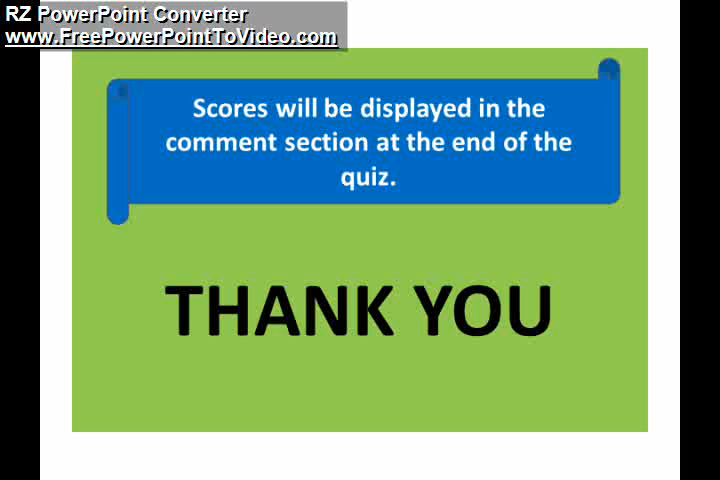 RZ PowerPoint Converter
www.FreePowerPointToVideo.com
Scores will be displayed in the
comment section at the end of the
quiz.
THANK YOU